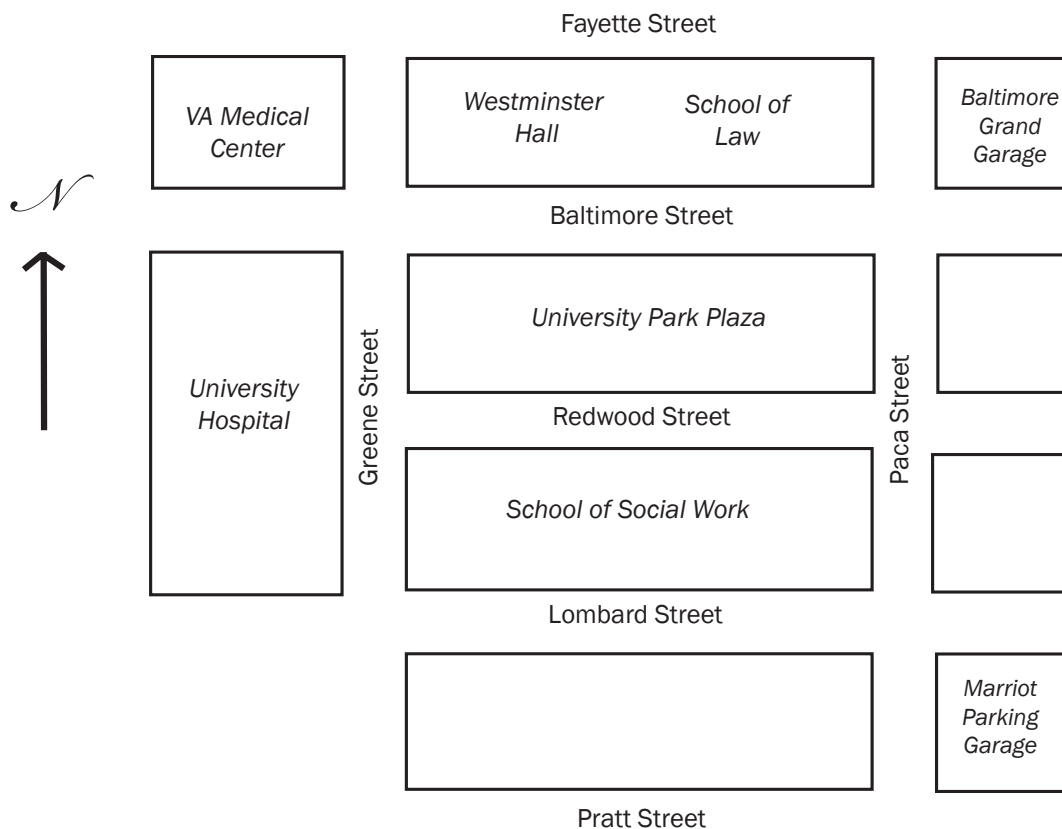 Fayette Street
VA Medical
Center
Westminster
Hall
School of
Law
Baltimore
Grand
Garage
N
Baltimore Street
University
Hospital
Greene Street
University Park Plaza
Paca Street
Redwood Street
School of Social Work
Lombard Street
Marriot
Parking
Garage
Pratt Street